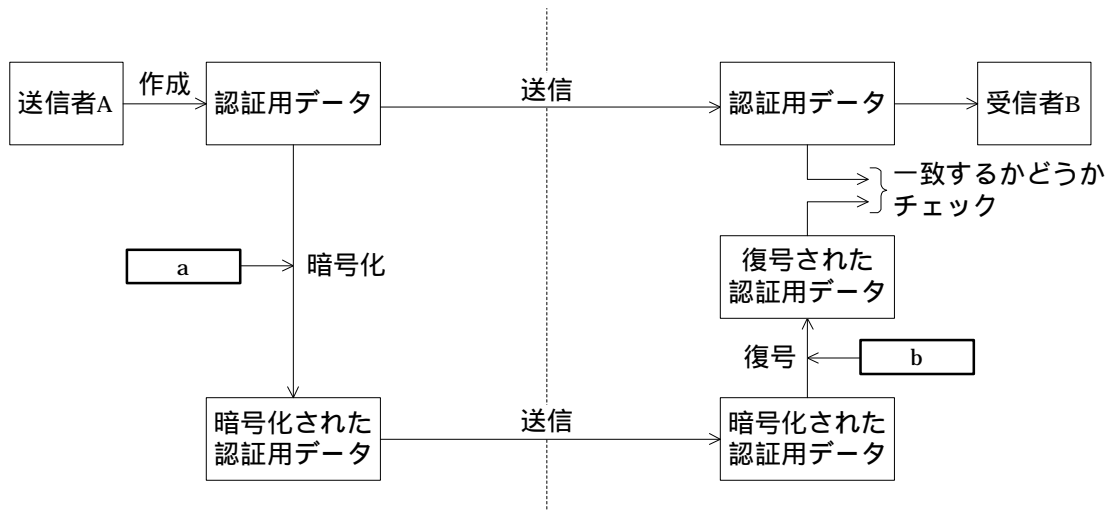 送信者A
作成
認証用データ
送信
認証用データ
受信者B
一致するかどうか
チェック
a
暗号化
復号された
認証用データ
復号
b
暗号化された
認証用データ
送信
暗号化された
認証用データ